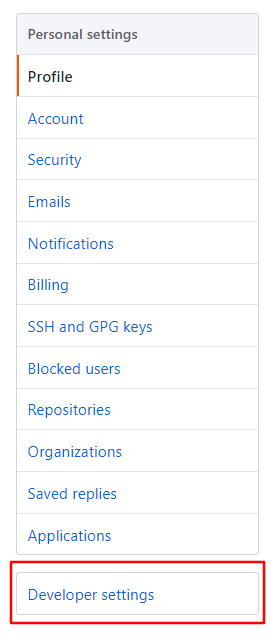 Personal settings
Profile
Account
Security
Emails
Notifications
Billing
SSH and GPG keys
Blocked users
Repositories
Organizations
Saved replies
Applications
Developer settings